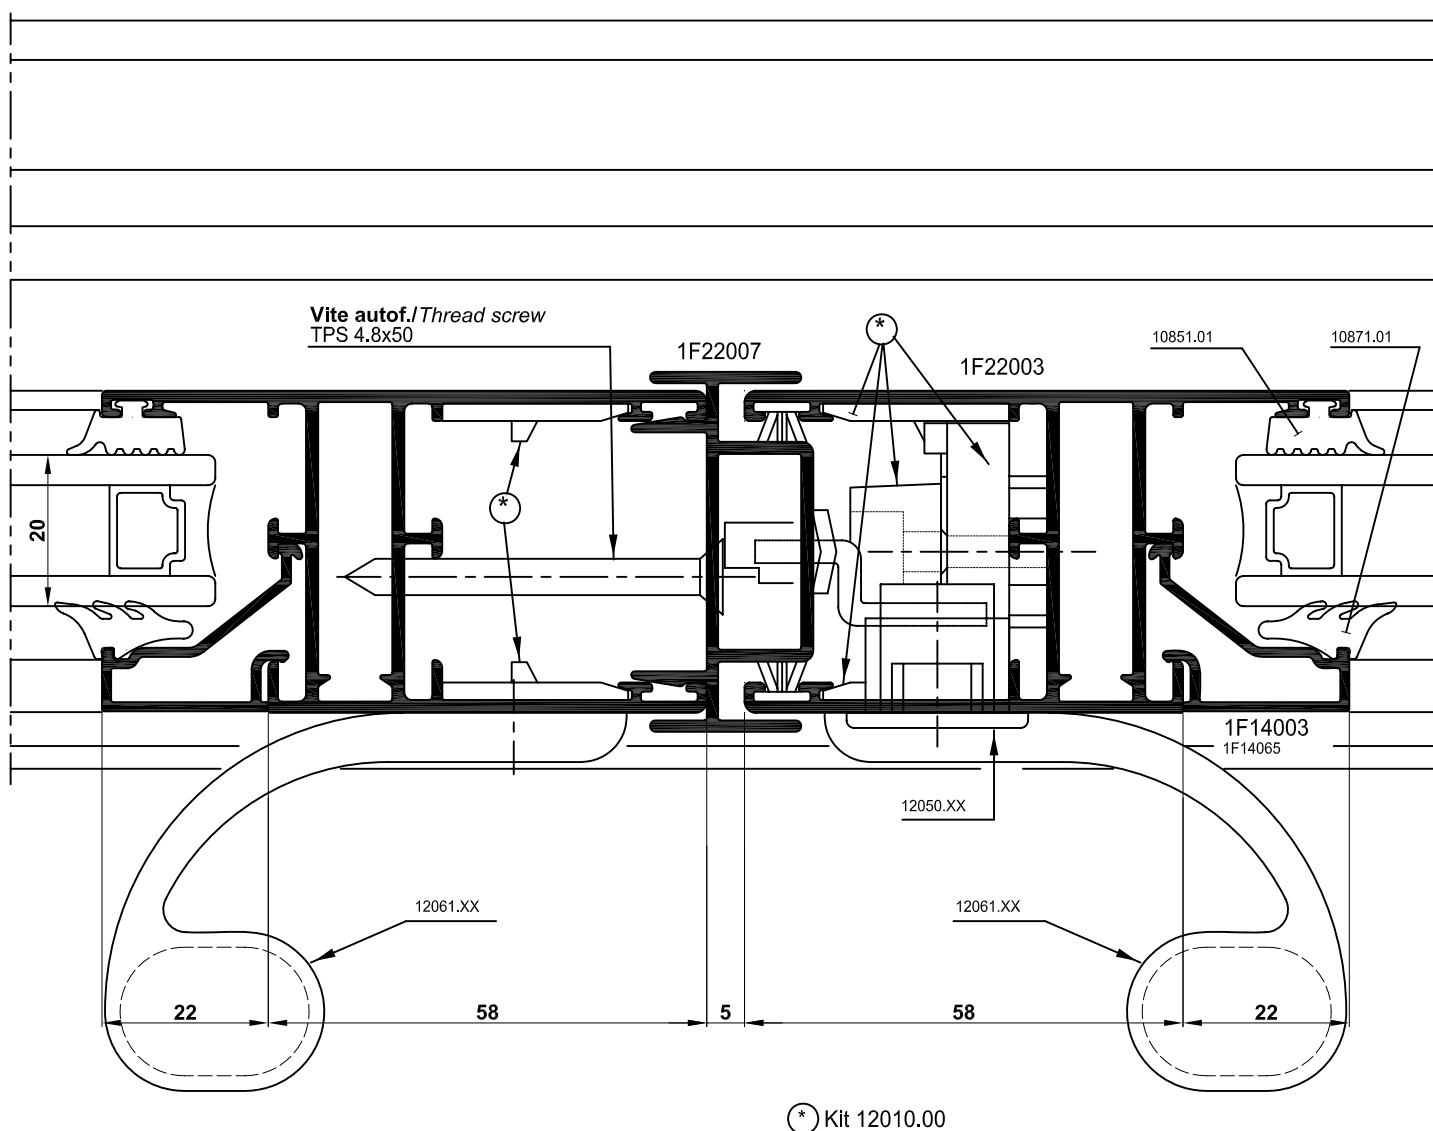 Vite autof./Thread screw
TPS 4.8x50
1F22007
*
1F22003
10851.01
10871.01
20
*
1F14003
1F14065
12050.XX
12061.XX
12061.XX
22
58
5
58
22
* Kit 12010.00